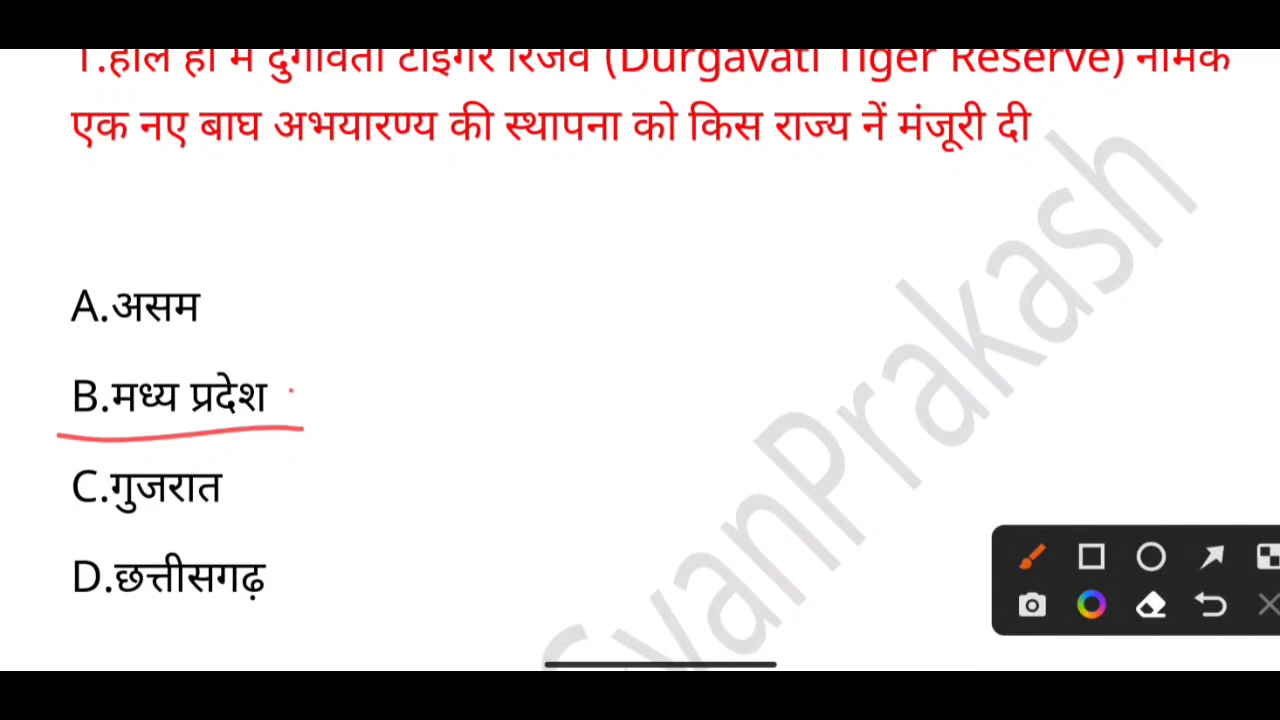 1.हाल ही में दुर्गावती टाइगर रिजर्व (Durgavati Tiger Reserve) नामक
एक नए बाघ अभयारण्य की स्थापना को किस राज्य नें मंजूरी दी
A.असम
B.मध्य प्रदेश
C.गुजरात
D.छत्तीसगढ़
GyanPrakash